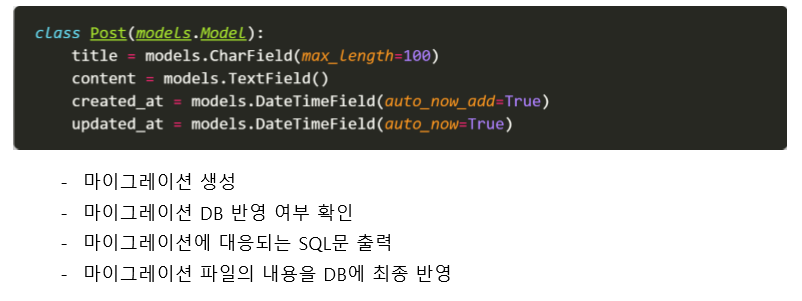 class Post(models.Model):
    title = models.CharField(max_length=100)
    content = models.TextField()
    created_at = models.DateTimeField(auto_now_add=True)
    updated_at = models.DateTimeField(auto_now=True)
- 마이그레이션 생성
- 마이그레이션 DB 반영 여부 확인
- 마이그레이션에 대응되는 SQL문 출력
- 마이그레이션 파일의 내용을 DB에 최종 반영